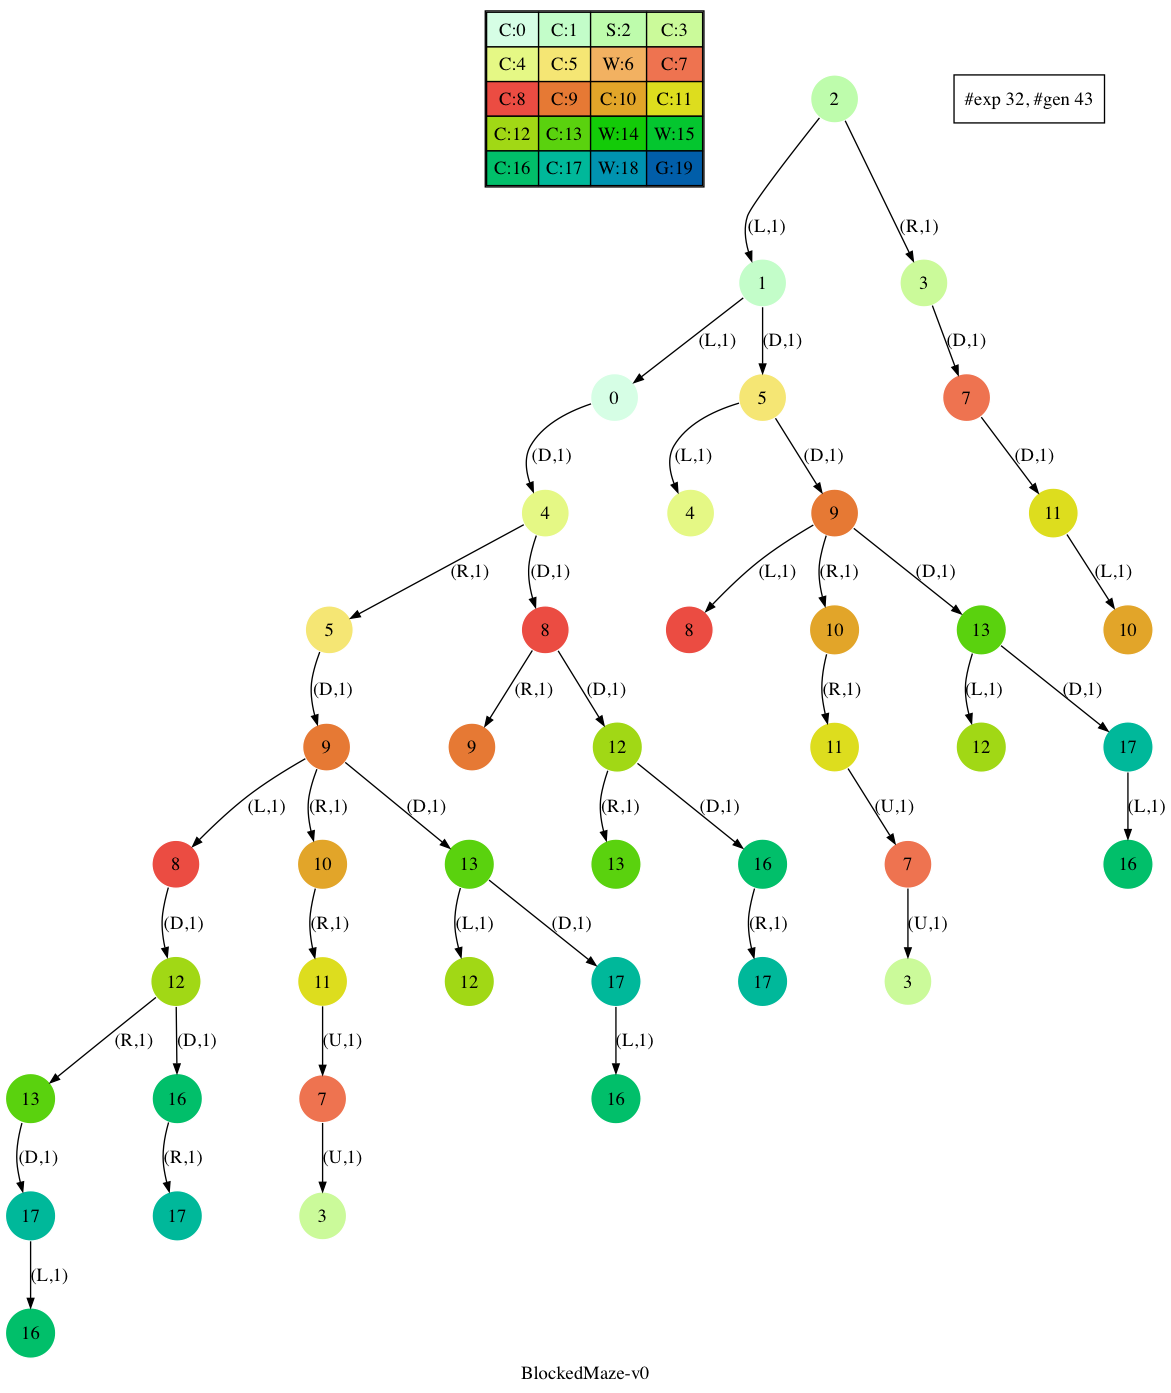 C:0 C:1 S:2 C:3
C:4 C:5 W:6 C:7
C:8 C:9 C:10 C:11
C:12 C:13 W:14 W:15
C:16 C:17 W:18 G:19
2
#exp 32, #gen 43
(L,1) (R,1)
1 3
(L,1) (D,1) (D,1)
0 5 7
(D,1) (L,1) (D,1) (D,1)
4 4 9 11
(R,1) (D,1) (L,1) (R,1) (D,1) (L,1)
5 8 8 10 13 10
(D,1) (R,1) (D,1) (R,1) (L,1) (D,1)
9 9 12 11 12 17
(L,1) (R,1) (D,1) (R,1) (D,1) (U,1) (L,1)
8 10 13 13 16 7 16
(D,1) (R,1) (L,1) (D,1) (R,1) (U,1)
12 11 12 17 17 3
(R,1) (D,1) (U,1) (L,1)
13 16 7 16
(D,1) (R,1) (U,1)
17 17 3
(L,1)
16
BlockedMaze-v0